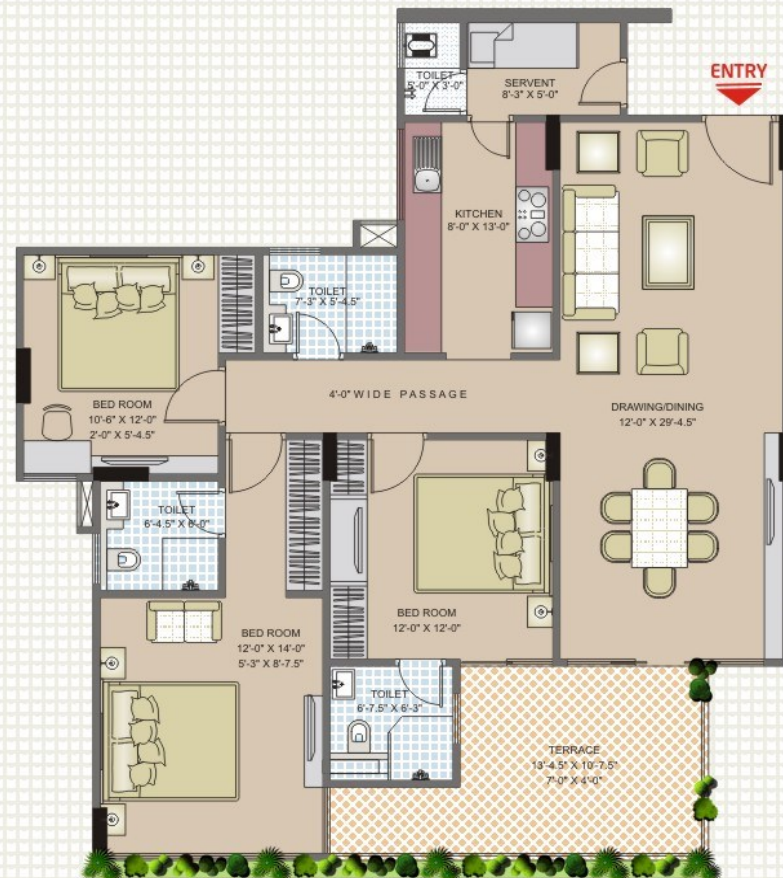 ENTRY
TOILET
5'-0" X 3'-0"
SERVENT
8'-3" X 5'-0"
KITCHEN
8'-0" X 13'-0"
TOILET
7'-3" X 5'-4.5"
BED ROOM
10'-6" X 12'-0"
2'-0" X 5'-4.5"
4'-0" WIDE PASSAGE
DRAWING/DINING
12'-0" X 29'-4.5"
TOILET
6'-4.5" X 6'-0"
BED ROOM
12'-0" X 12'-0"
BED ROOM
12'-0" X 14'-0"
5'-3" X 8'-7.5"
TOILET
6'-7.5" X 6'-3"
TERRACE
13'-4.5" X 10'-7.5"
7'-0" X 4'-0"